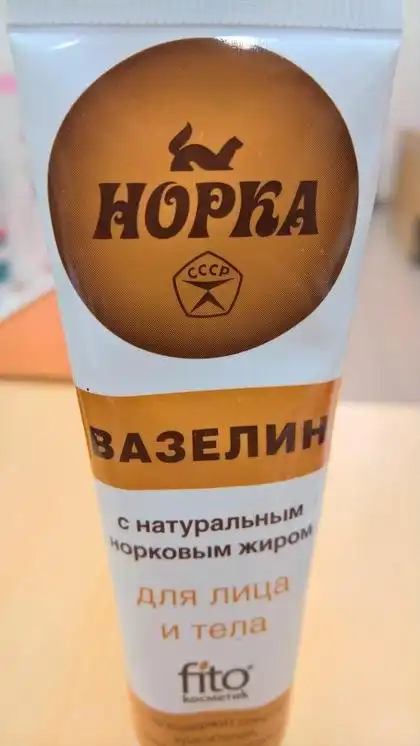 НОРКА
СССР
ВАЗЕЛИН
с натуральным
норковым жиром
для лица
и тела
fito
косметик